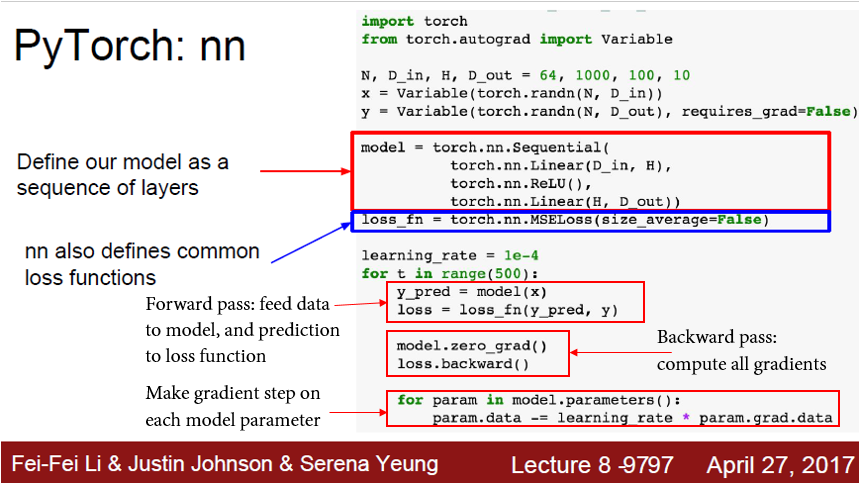 PyTorch: nn
import torch
from torch.autograd import Variable
N, D_in, H, D_out = 64, 1000, 100, 10
x = Variable(torch.randn(N, D_in))
y = Variable(torch.randn(N, D_out), requires_grad=False)
Define our model as a
sequence of layers
model = torch.nn.Sequential(
torch.nn.Linear(D_in, H),
torch.nn.ReLU(),
torch.nn.Linear(H, D_out))
loss_fn = torch.nn.MSELoss(size_average=False)
nn also defines common
loss functions
learning_rate = 1e-4
for t in range(500):
y_pred = model(x)
loss = loss_fn(y_pred, y)
Forward pass: feed data
to model, and prediction
to loss function
model.zero_grad()
loss.backward()
Backward pass:
compute all gradients
Make gradient step on
each model parameter
for param in model.parameters():
param.data -= learning_rate * param.grad.data
Fei-Fei Li & Justin Johnson & Serena Yeung
Lecture 8 -9797
April 27, 2017